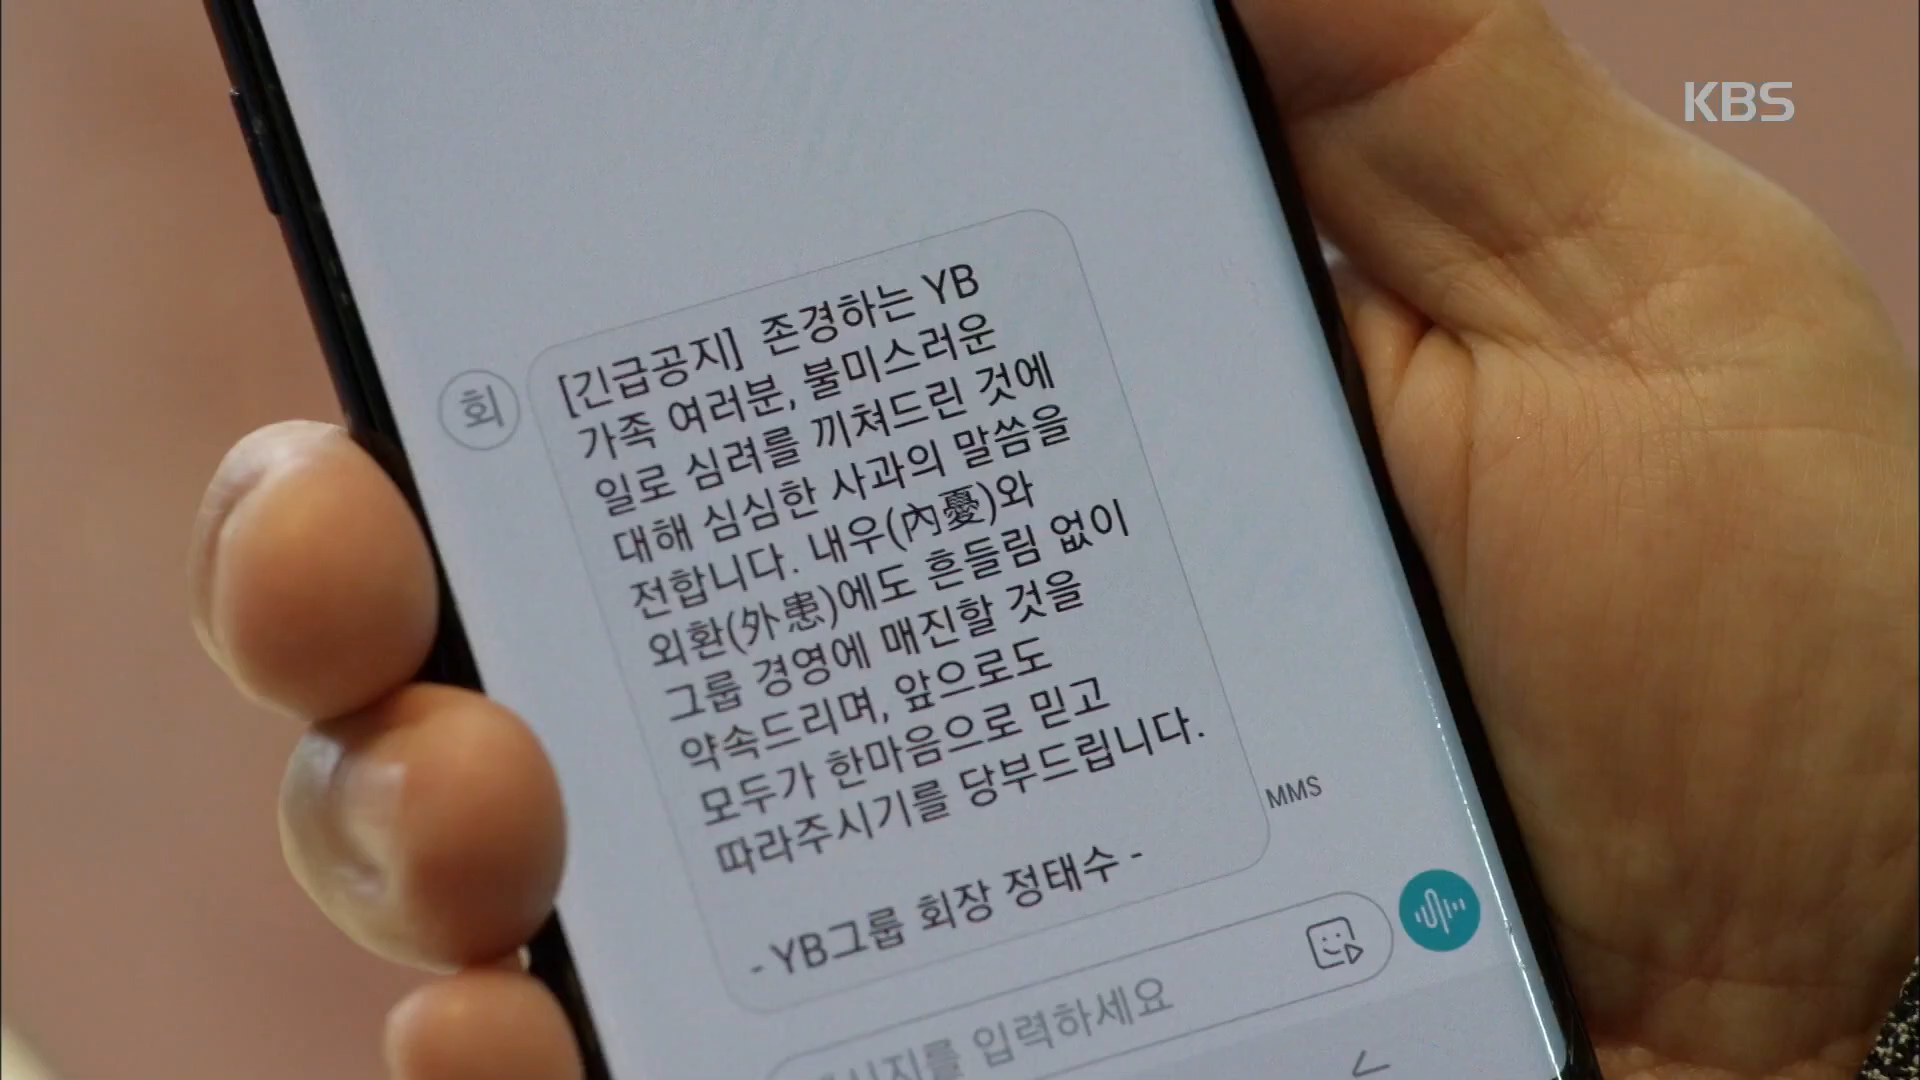 KBS
회
[긴급공지] 존경하는 YB
가족 여러분, 불미스러운
일로 심려를 끼쳐드린 것에
대해 심심한 사과의 말씀을
전합니다. 내우(內憂)와
외환(外患)에도 흔들림 없이
그룹 경영에 매진할 것을
약속드리며, 앞으로도
모두가 한마음으로 믿고
따라주시기를 당부드립니다.
- YB그룹 회장 정태수 -
MMS
입력하세요